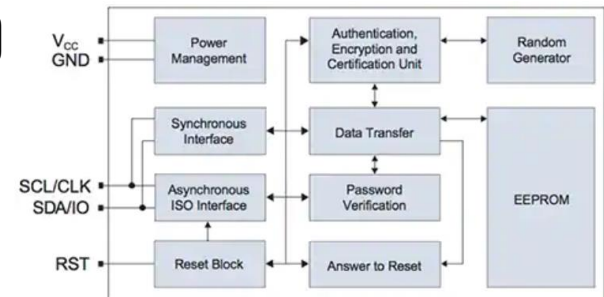 VCC
GND
Power
Management
Authentication,
Encryption and
Certification Unit
Random
Generator
Synchronous
Interface
Data Transfer
SCL/CLK
SDA/IO
Asynchronous
ISO Interface
Password
Verification
EEPROM
RST
Reset Block
Answer to Reset